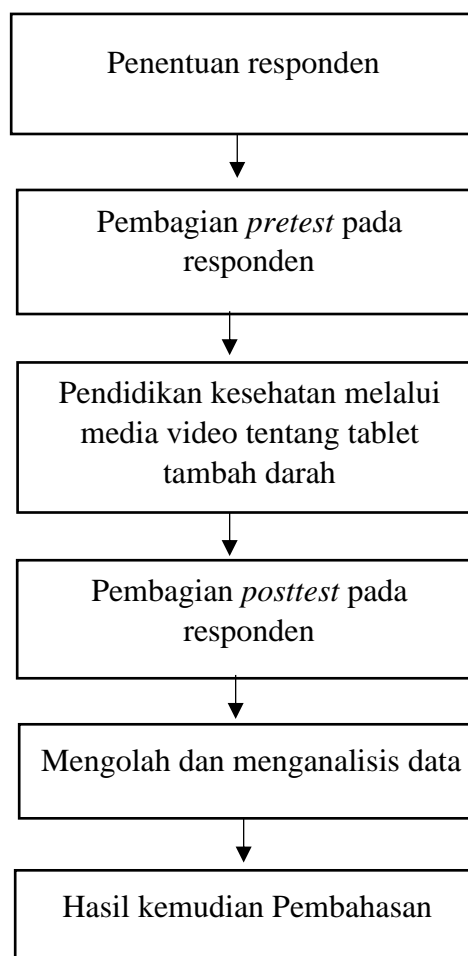 Penentuan responden
Pembagian pretest pada
responden
Pendidikan kesehatan melalui
media video tentang tablet
tambah darah
Pembagian posttest pada
responden
Mengolah dan menganalisis data
Hasil kemudian Pembahasan